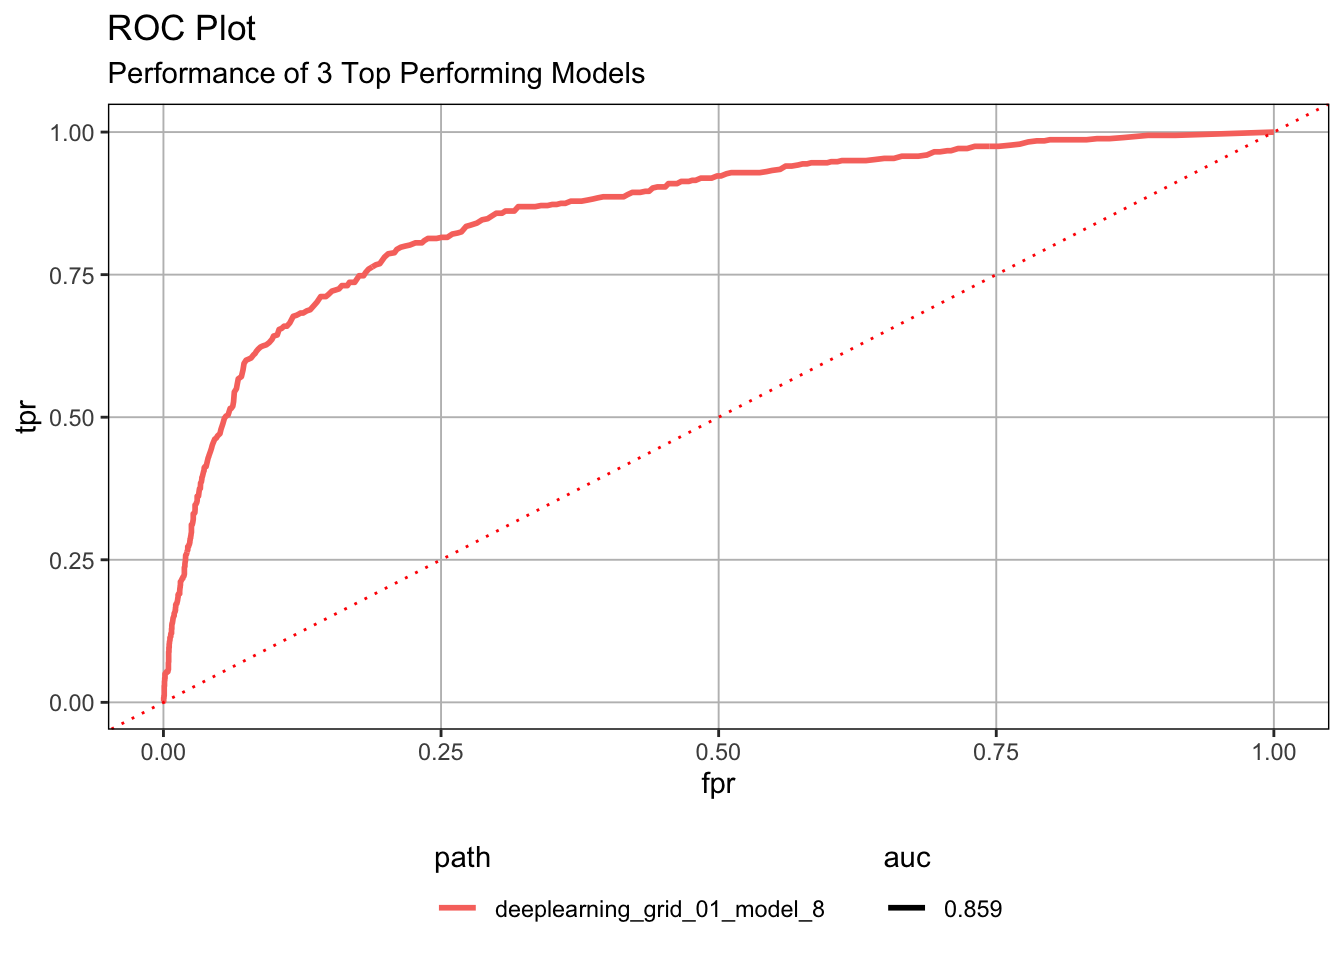 ROC Plot
Performance of 3 Top Performing Models
1.00
0.75
0.50
0.25
0.00
tpr
0.00 0.25 0.50 0.75 1.00
fpr
path auc
deeplearning_grid_01_model_8 0.859